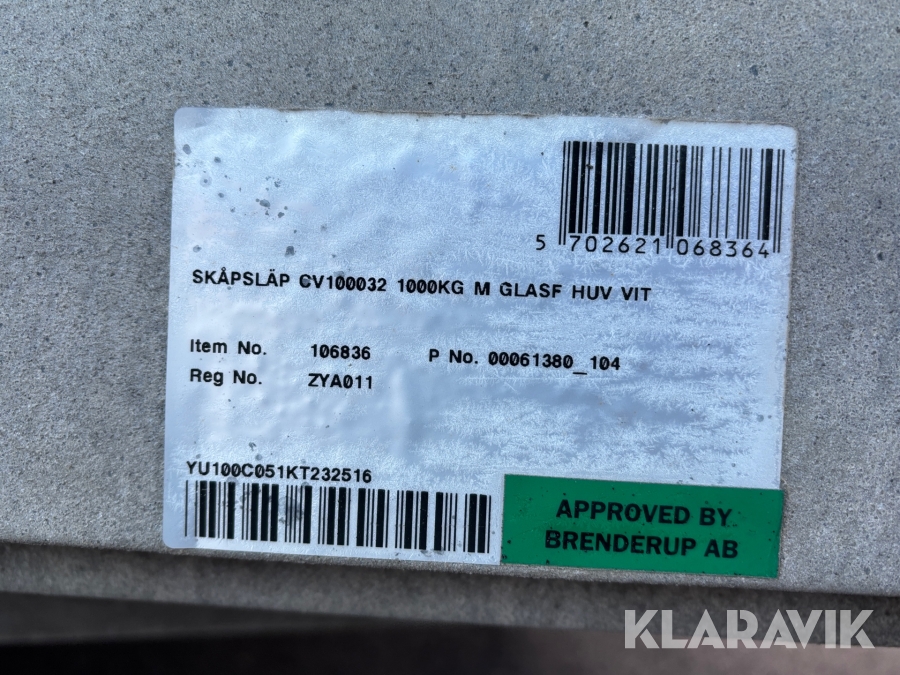 5 702621 068364
SKÅPSLÄP CV100032 1000KG M GLASF HUV VIT
Item No. 106836 P No. 00061380_104
Reg No. ZYA011
YU100C051KT232516
APPROVED BY
BRENDERUP AB
KLARAVIK